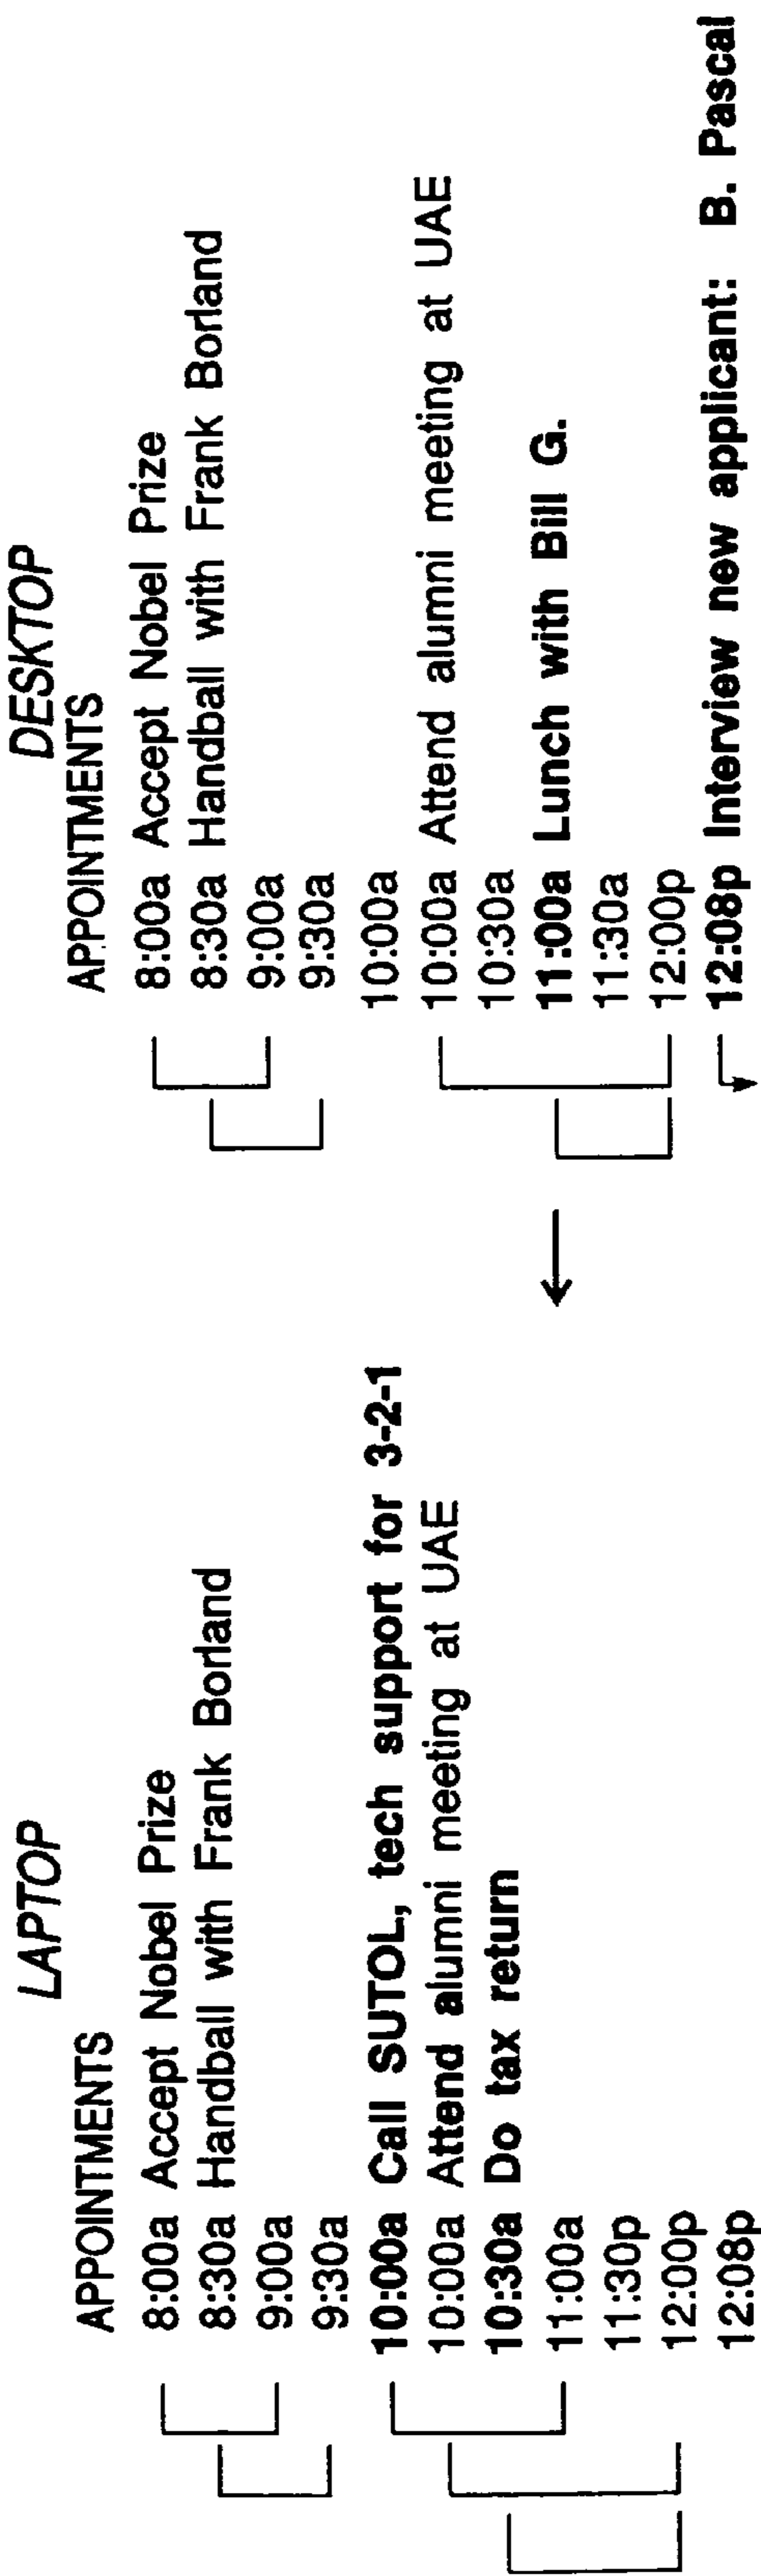 LAPTOP
APPOINTMENTS
8:00a Accept Nobel Prize
8:30a Handball with Frank Borland
9:00a
9:30a
10:00a Call SUTOL, tech support for 3-2-1
10:00a Attend alumni meeting at UAE
10:30a Do tax return
11:00a
11:30p
12:00p
12:08p
DESKTOP
APPOINTMENTS
8:00a Accept Nobel Prize
8:30a Handball with Frank Borland
9:00a
9:30a
10:00a
10:00a Attend alumni meeting at UAE
10:30a
11:00a Lunch with Bill G.
11:30a
12:00p
12:08p Interview new applicant: B. Pascal